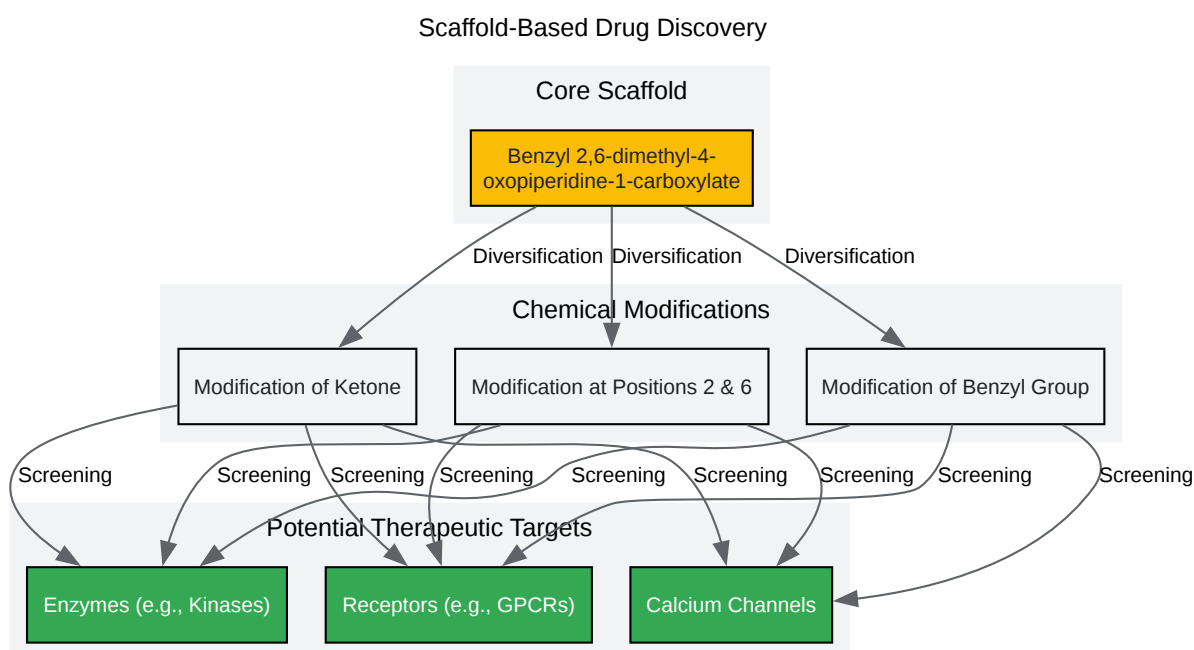 Scaffold-Based Drug Discovery
Core Scaffold
Benzyl 2,6-dimethyl-4-
oxopiperidine-1-carboxylate
Diversification
Diversification
Diversification
Chemical Modifications
Modification of Ketone
Modification at Positions 2 & 6
Modification of Benzyl Group
Screening
Screening
Screening
Screening
Screening
Screening
Screening
Screening
Screening
Potential Therapeutic Targets
Enzymes (e.g., Kinases)
Receptors (e.g., GPCRs)
Calcium Channels